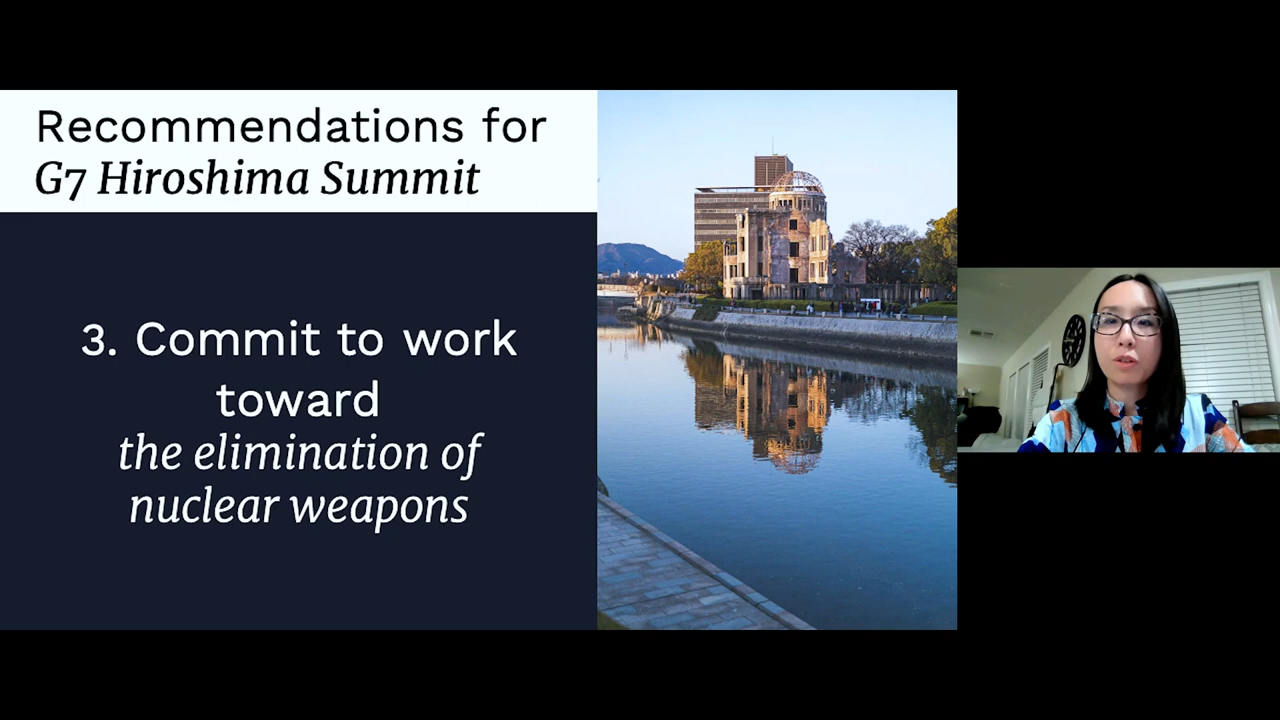 Recommendations for
G7 Hiroshima Summit
3. Commit to work
toward
the elimination of
nuclear weapons